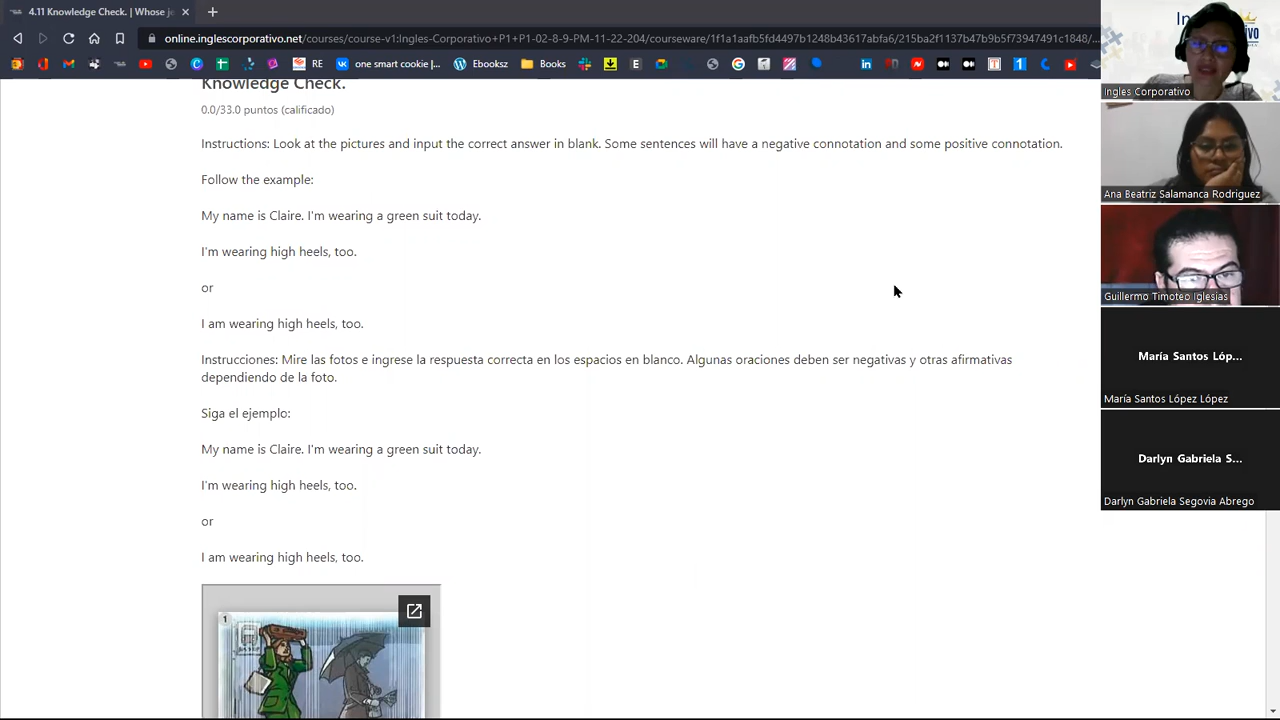 4.11 Knowledge Check. | Whose je
online.inglescorporativo.net/courses/course-v1:Ingles-Corporativo+P1+P1-02-8-9-PM-11-22-204/courseware/1f1a1aafb5fd4497b1248b43617abfa6/215ba2f1137b47b9b5f73947491c1848/...
RE one smart cookie |... Ebooksz Books
Knowledge Check.
0.0/33.0 puntos (calificado)
Instructions: Look at the pictures and input the correct answer in blank. Some sentences will have a negative connotation and some positive connotation.
Follow the example:
My name is Claire. I'm wearing a green suit today.
I'm wearing high heels, too.
or
I am wearing high heels, too.
Instrucciones: Mire las fotos e ingrese la respuesta correcta en los espacios en blanco. Algunas oraciones deben ser negativas y otras afirmativas
dependiendo de la foto.
Siga el ejemplo:
My name is Claire. I'm wearing a green suit today.
I'm wearing high heels, too.
or
I am wearing high heels, too.
1
Ingles Corporativo
Ana Beatriz Salamanca Rodriguez
Guillermo Timoteo Iglesias
María Santos Lóp...
María Santos López López
Darlyn Gabriela S...
Darlyn Gabriela Segovia Abrego